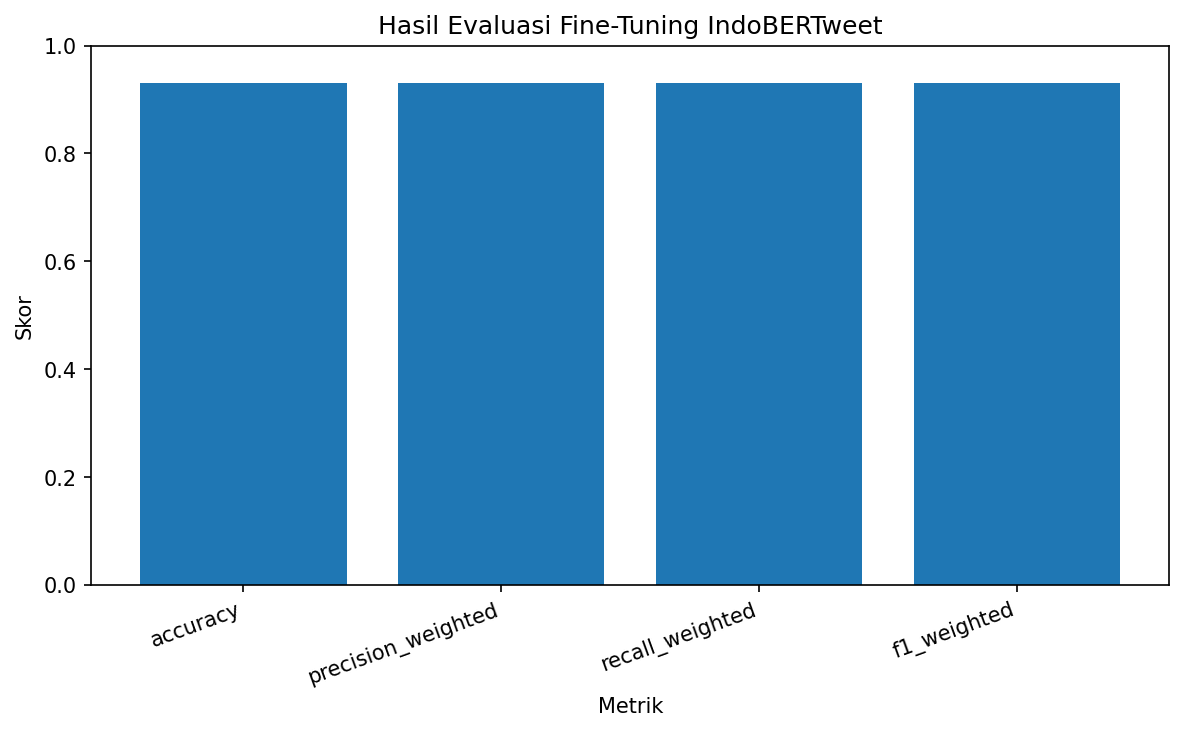 Hasil Evaluasi Fine-Tuning IndoBERTweet
1.0
0.8
0.6
0.4
0.2
0.0
Skor
accuracy
precision_weighted
recall_weighted
f1_weighted
Metrik